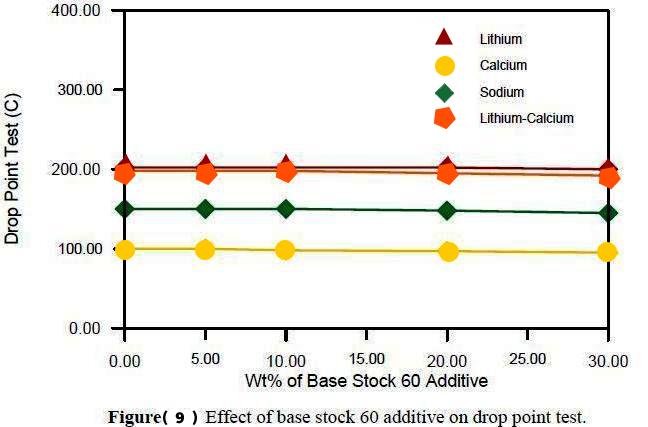 400.00
300.00
200.00
100.00
0.00
Drop Point Test (C)
Lithium
Calcium
Sodium
Lithium-Calcium
0.00 5.00 10.00 15.00 20.00 25.00 30.00
Wt% of Base Stock 60 Additive
Figure( 9 ) Effect of base stock 60 additive on drop point test.